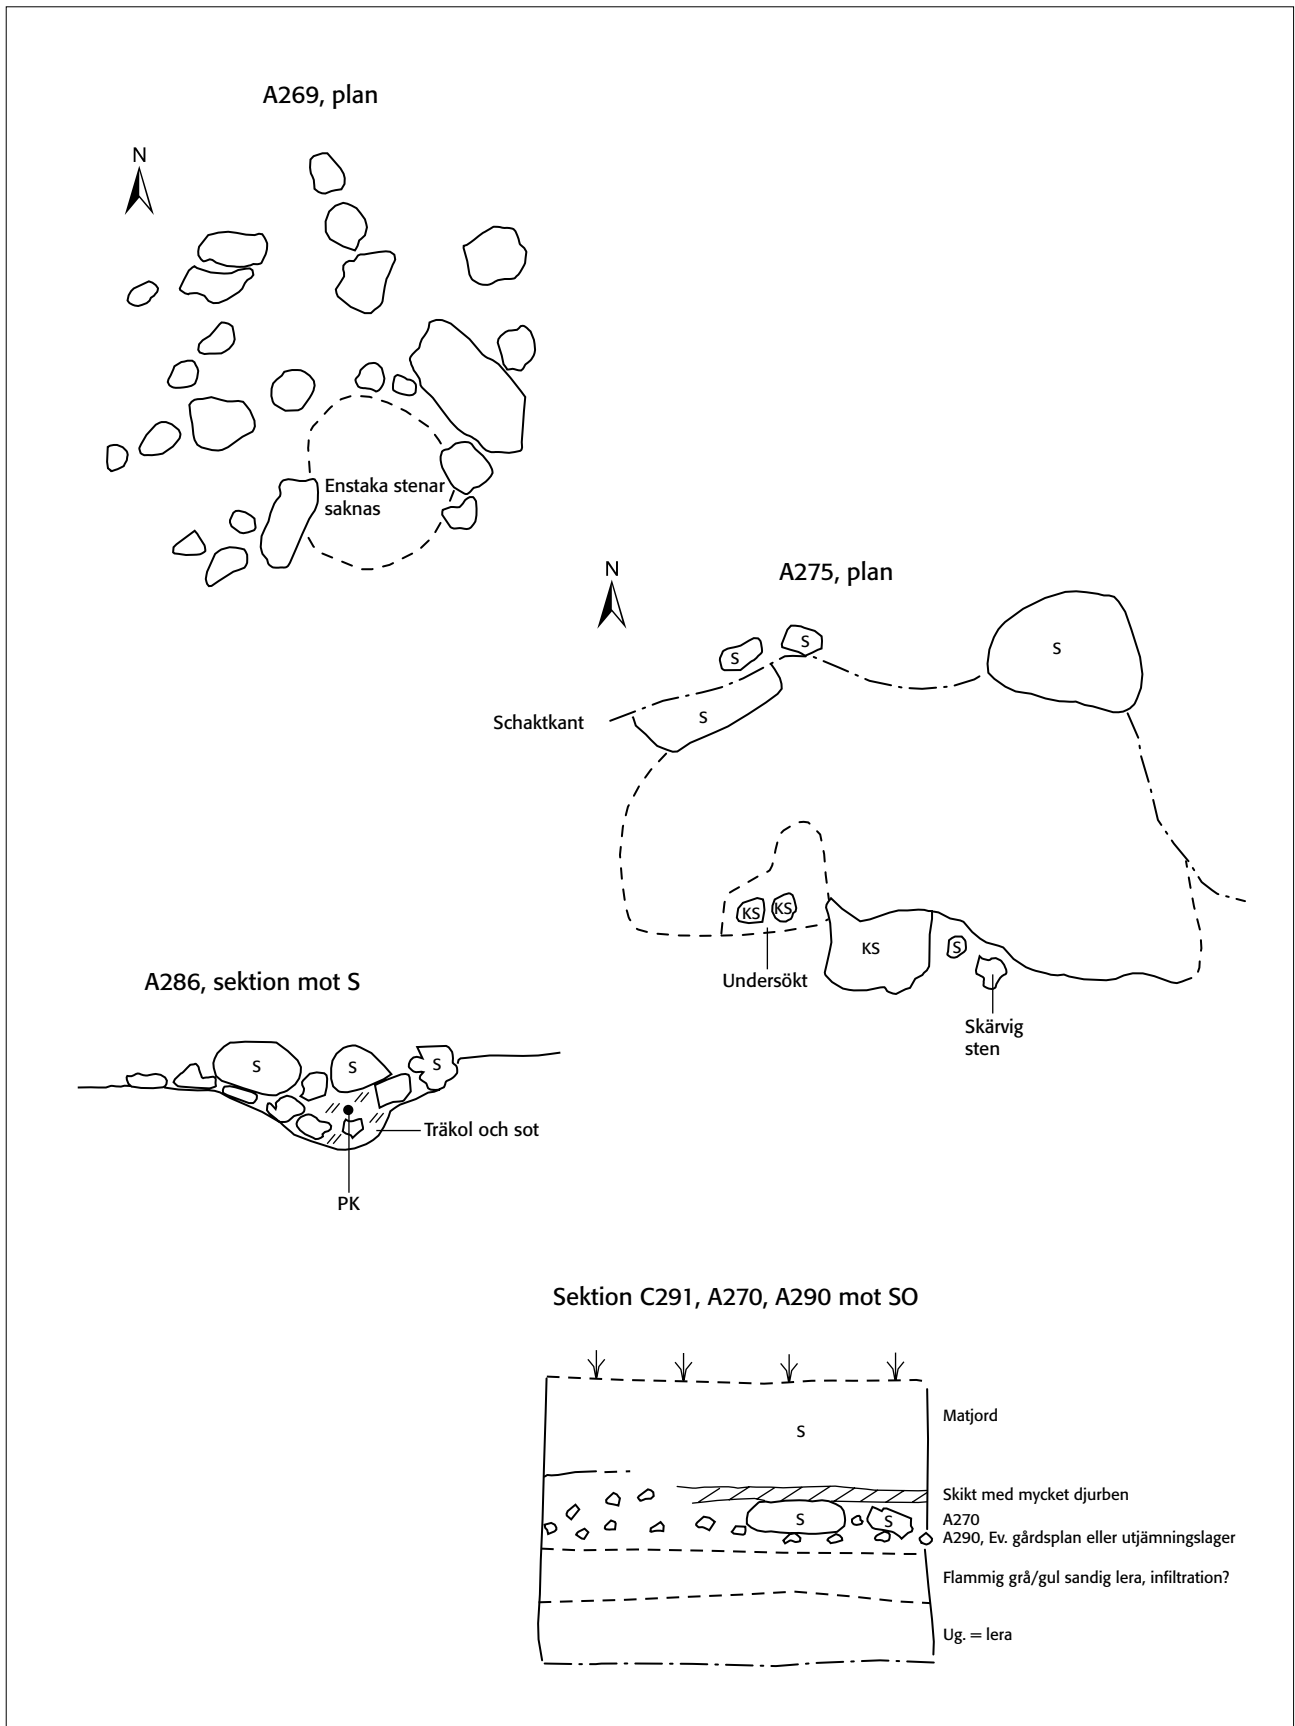 A269, plan
N
Enstaka stenar
saknas
N
A275, plan
S
S
S
S
Schaktkant
KS
KS
KS
S
Undersökt
Skärvig
sten
A286, sektion mot S
S
S
S
Träkol och sot
PK
Sektion C291, A270, A290 mot SO
Matjord
S
Skikt med mycket djurben
S
S
A270
A290, Ev. gårdsplan eller utjämningslager
Flammig grå/gul sandig lera, infiltration?
Ug. = lera